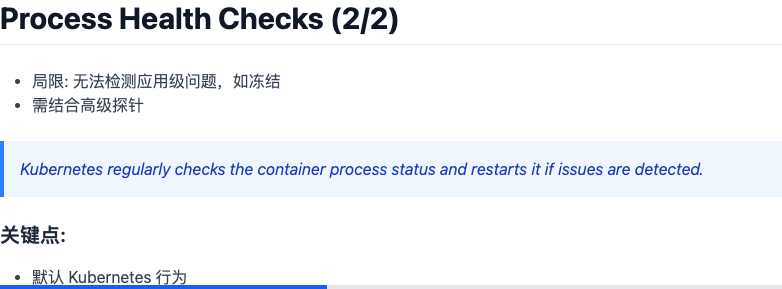 Process Health Checks (2/2)
局限: 无法检测应用级问题，如冻结
需结合高级探针
Kubernetes regularly checks the container process status and restarts it if issues are detected.
关键点:
默认 Kubernetes 行为